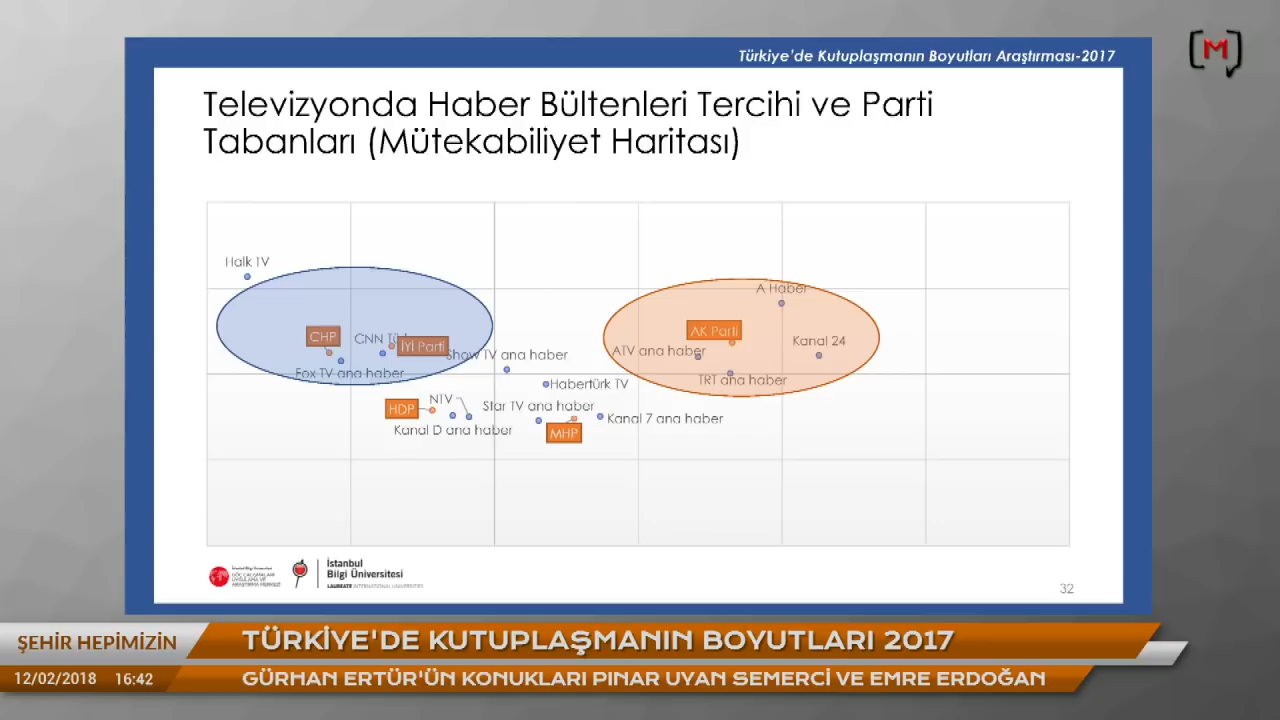 Türkiye'de Kutuplaşmanın Boyutları Araştırması-2017
Televizyonda Haber Bültenleri Tercihi ve Parti
Tabanları (Mütekabiliyet Haritası)
Halk TV
A Haber
CHP
CNN Türk
İYİ Parti
AK Parti
Kanal 24
Show TV ana haber
ATV ana haber
Fox TV ana haber
Habertürk TV
TRT ana haber
NTV
HDP
Star TV ana haber
Kanal 7 ana haber
Kanal D ana haber
MHP
İstanbul
Bilgi Üniversitesi
LAUREATE INTERNATIONAL UNIVERSITIES
32
M
ŞEHİR HEPİMİZİN
TÜRKİYE'DE KUTUPLAŞMANIN BOYUTLARI 2017
12/02/2018 16:42
GÜRHAN ERTÜR'ÜN KONUKLARI PINAR UYAN SEMERCİ VE EMRE ERDOĞAN